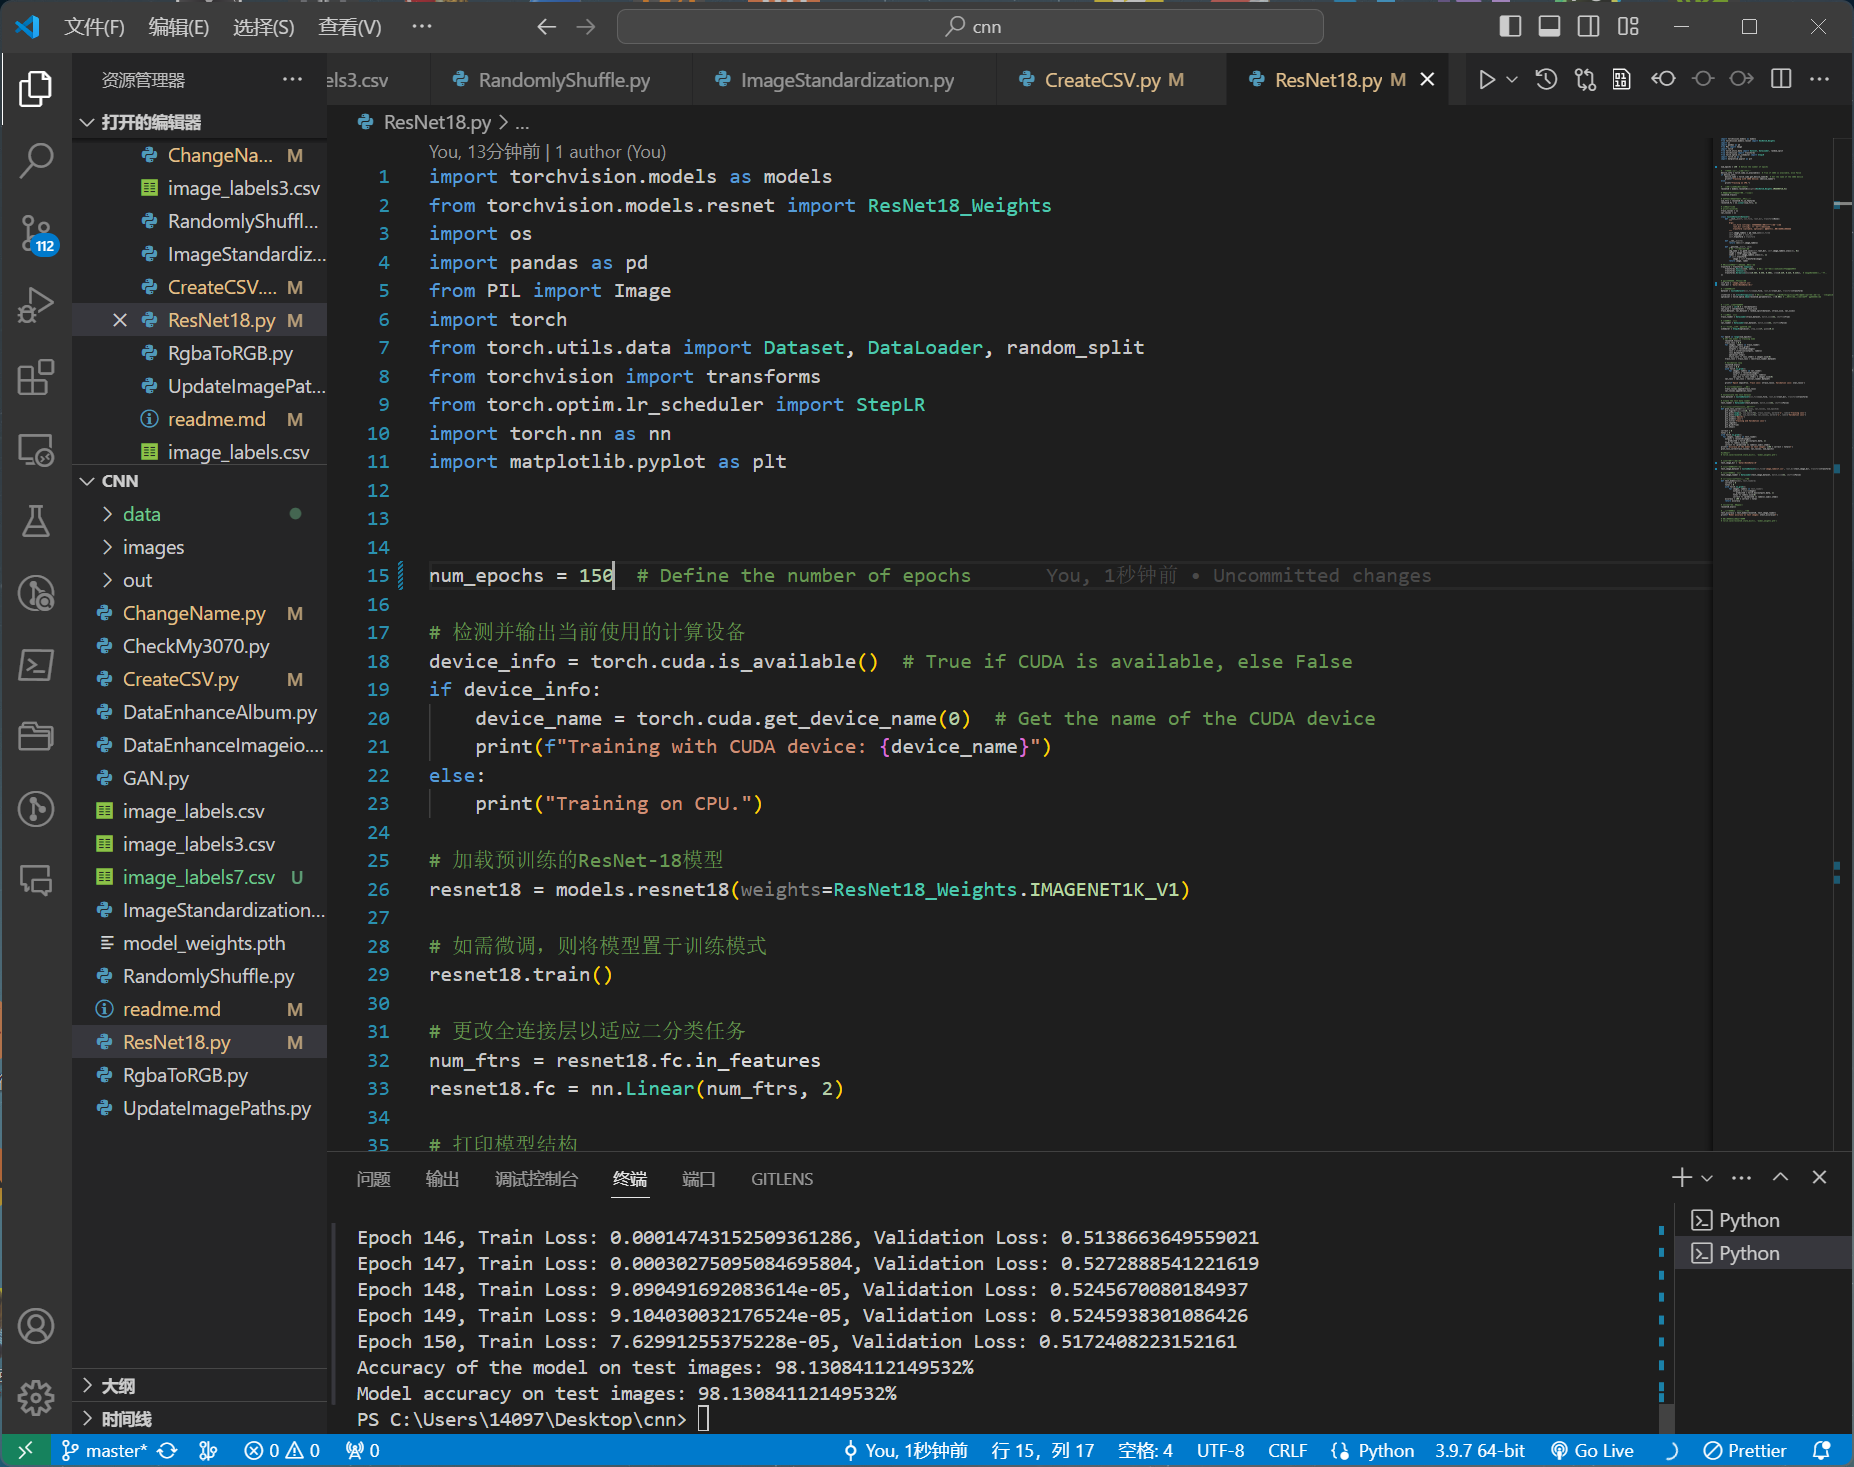 文件(F) 编辑(E) 选择(S) 查看(V) ··· cnn
资源管理器 ···
els3.csv RandomlyShuffle.py ImageStandardization.py CreateCSV.py M ResNet18.py M
打开的编辑器
ChangeNa... M
image_labels3.csv
RandomlyShuffl...
ImageStandardiz...
CreateCSV.... M
ResNet18.py M
RgbaToRGB.py
UpdateImagePat...
readme.md M
image_labels.csv
112
CNN
data
images
out
ChangeName.py M
CheckMy3070.py
CreateCSV.py M
DataEnhanceAlbum.py
DataEnhanceImageio....
GAN.py
image_labels.csv
image_labels3.csv
image_labels7.csv U
ImageStandardization...
model_weights.pth
RandomlyShuffle.py
readme.md M
ResNet18.py M
RgbaToRGB.py
UpdateImagePaths.py
大纲
时间线
ResNet18.py > ...
You, 13分钟前 | 1 author (You)
1 import torchvision.models as models
2 from torchvision.models.resnet import ResNet18_Weights
3 import os
4 import pandas as pd
5 from PIL import Image
6 import torch
7 from torch.utils.data import Dataset, DataLoader, random_split
8 from torchvision import transforms
9 from torch.optim.lr_scheduler import StepLR
10 import torch.nn as nn
11 import matplotlib.pyplot as plt
12
13
14
15 num_epochs = 150 # Define the number of epochs You, 1秒钟前 • Uncommitted changes
16
17 # 检测并输出当前使用的计算设备
18 device_info = torch.cuda.is_available() # True if CUDA is available, else False
19 if device_info:
20 device_name = torch.cuda.get_device_name(0) # Get the name of the CUDA device
21 print(f"Training with CUDA device: {device_name}")
22 else:
23 print("Training on CPU.")
24
25 # 加载预训练的ResNet-18模型
26 resnet18 = models.resnet18(weights=ResNet18_Weights.IMAGENET1K_V1)
27
28 # 如需微调，则将模型置于训练模式
29 resnet18.train()
30
31 # 更改全连接层以适应二分类任务
32 num_ftrs = resnet18.fc.in_features
33 resnet18.fc = nn.Linear(num_ftrs, 2)
34
35 # 打印模型结构
问题 输出 调试控制台 终端 端口 GITLENS
Epoch 146, Train Loss: 0.00014743152509361286, Validation Loss: 0.5138663649559021
Epoch 147, Train Loss: 0.00030275095084695804, Validation Loss: 0.5272888541221619
Epoch 148, Train Loss: 9.090491692083614e-05, Validation Loss: 0.5245670080184937
Epoch 149, Train Loss: 9.104030032176524e-05, Validation Loss: 0.5245938301086426
Epoch 150, Train Loss: 7.62991255375228e-05, Validation Loss: 0.5172408223152161
Accuracy of the model on test images: 98.13084112149532%
Model accuracy on test images: 98.13084112149532%
PS C:\Users\14097\Desktop\cnn>
Python
Python
master* 0 0 0 You, 1秒钟前 行 15，列 17 空格: 4 UTF-8 CRLF Python 3.9.7 64-bit Go Live Prettier